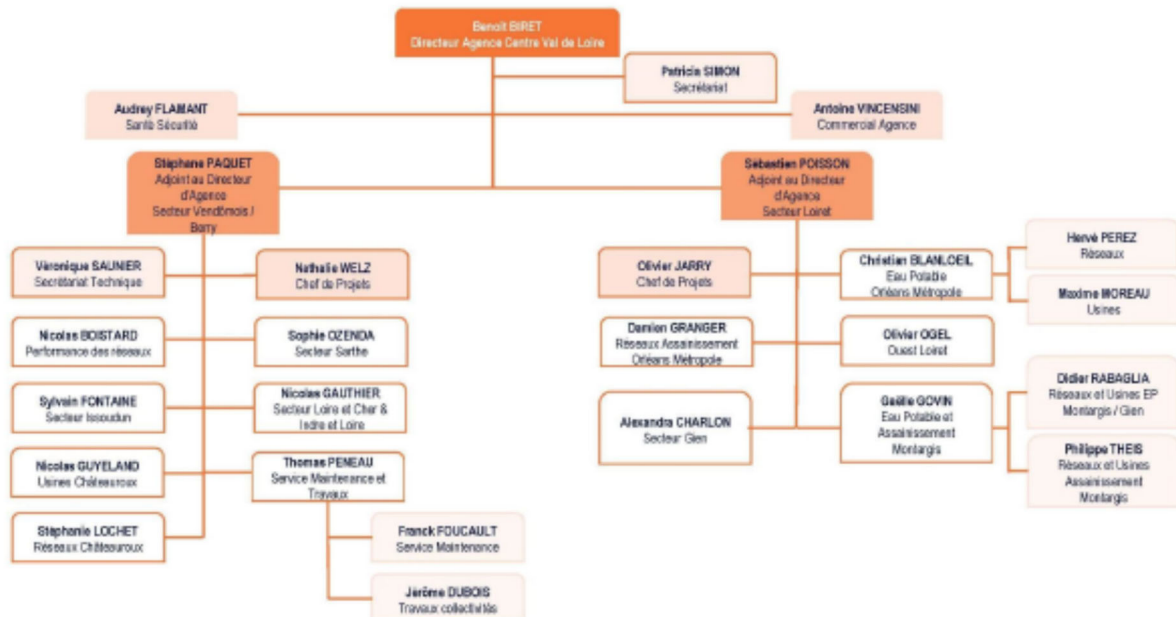 Benoit BIRET
Directeur Agence Centre Val de Loire
Patricia SIMON
Secrétariat
Audrey FLAMANT
Santé Sécurité
Antoine VINCENSINI
Commercial Agence
Stéphane PAQUET
Adjoint au Directeur
d'Agence
Secteur Vendômois /
Berry
Sébastien POISSON
Adjoint au Directeur
d'Agence
Secteur Loiret
Véronique SAUNIER
Secrétariat Technique
Nathalie WELZ
Chef de Projets
Nicolas BOISTARD
Performance des réseaux
Sophie OZENDA
Secteur Sarthe
Sylvain FONTAINE
Secteur Issoudun
Nicolas GAUTHIER
Secteur Loire et Cher &
Indre et Loire
Nicolas GUYELAND
Usines Châteauroux
Thomas PENEAU
Service Maintenance et
Travaux
Stéphanie LOCHET
Réseaux Châteauroux
Franck FOUCAULT
Service Maintenance
Jérôme DUBOIS
Travaux collectivités
Olivier JARRY
Chef de Projets
Christian BLANLOEIL
Eau Potable
Orléans Métropole
Hervé PEREZ
Réseaux
Maxime MOREAU
Usines
Damien GRANGER
Réseaux Assainissement
Orléans Métropole
Olivier OGEL
Ouest Loiret
Alexandra CHARLON
Secteur Gien
Gaëlle GOVIN
Eau Potable et
Assainissement
Montargis
Didier RABAGLIA
Réseaux et Usines EP
Montargis / Gien
Philippe THEIS
Réseaux et Usines
Assainissement
Montargis